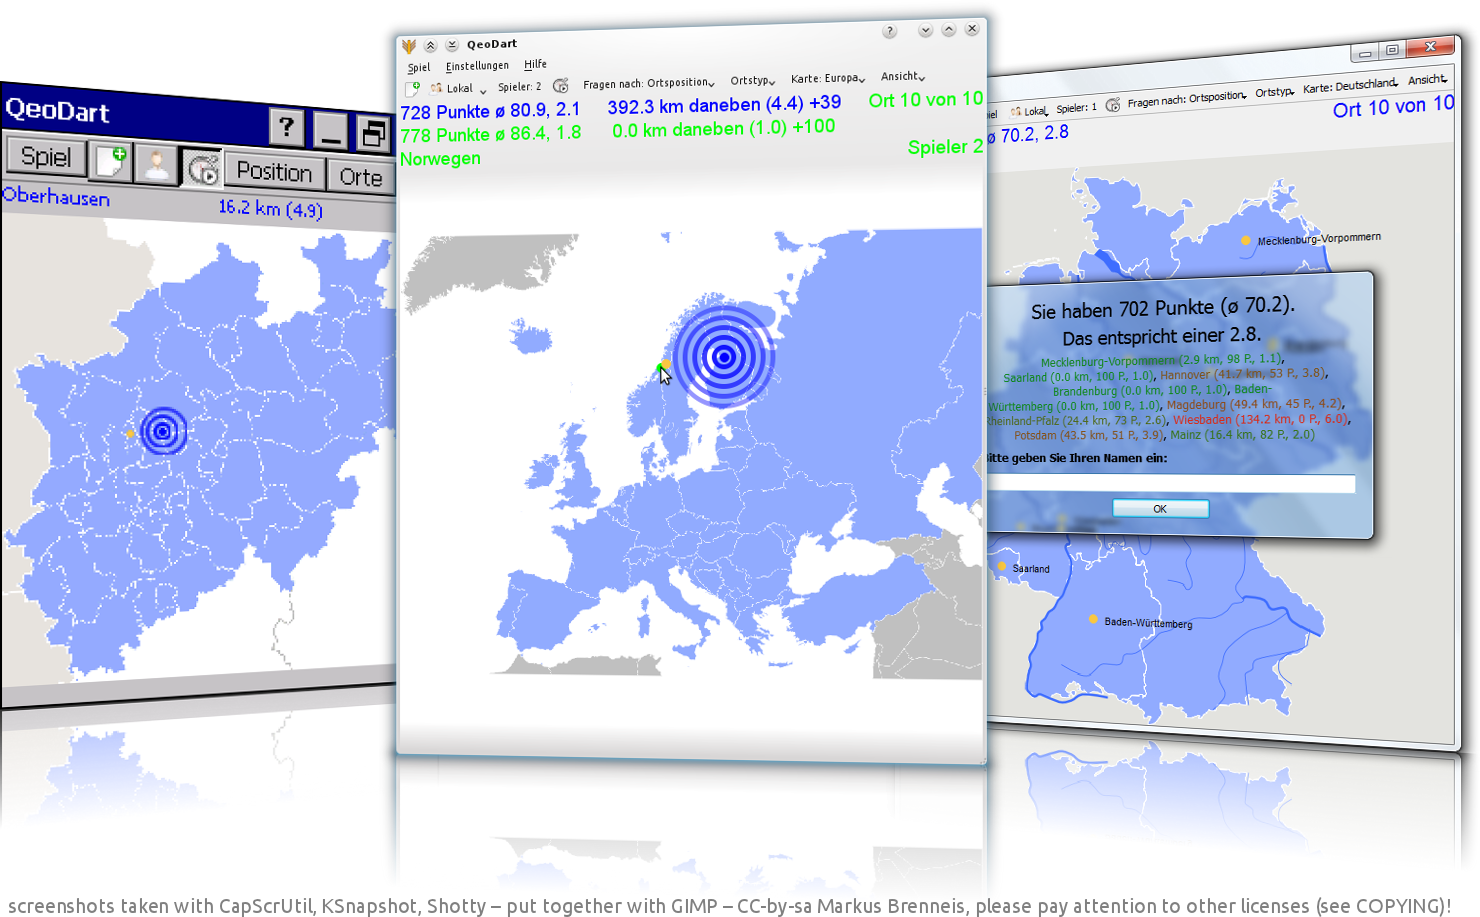 QeoDart
?
Spiel
Position
Orte
Oberhausen
16.2 km (4.9)
QeoDart
?
Spiel
Einstellungen
Hilfe
Lokal
Spieler: 2
Fragen nach: Ortsposition
Ortstyp
Karte: Europa
Ansicht
728 Punkte ø 80.9, 2.1
392.3 km daneben (4.4) +39
Ort 10 von 10
778 Punkte ø 86.4, 1.8
0.0 km daneben (1.0) +100
Norwegen
Spieler 2
iel
Lokal
Spieler: 1
Fragen nach: Ortsposition
Ortstyp
Karte: Deutschland
Ansicht
ø 70.2, 2.8
Ort 10 von 10
Mecklenburg-Vorpommern
Sie haben 702 Punkte (ø 70.2).
Das entspricht einer 2.8.
Mecklenburg-Vorpommern (2.9 km, 98 P., 1.1),
Saarland (0.0 km, 100 P., 1.0), Hannover (41.7 km, 53 P., 3.8),
Brandenburg (0.0 km, 100 P., 1.0), Baden-
Württemberg (0.0 km, 100 P., 1.0), Magdeburg (49.4 km, 45 P., 4.2),
Rheinland-Pfalz (24.4 km, 73 P., 2.6), Wiesbaden (134.2 km, 0 P., 6.0),
Potsdam (43.5 km, 51 P., 3.9), Mainz (16.4 km, 82 P., 2.0)
Bitte geben Sie Ihren Namen ein:
OK
Saarland
Baden-Württemberg
screenshots taken with CapScrUtil, KSnapshot, Shotty – put together with GIMP – CC-by-sa Markus Brenneis, please pay attention to other licenses (see COPYING)!